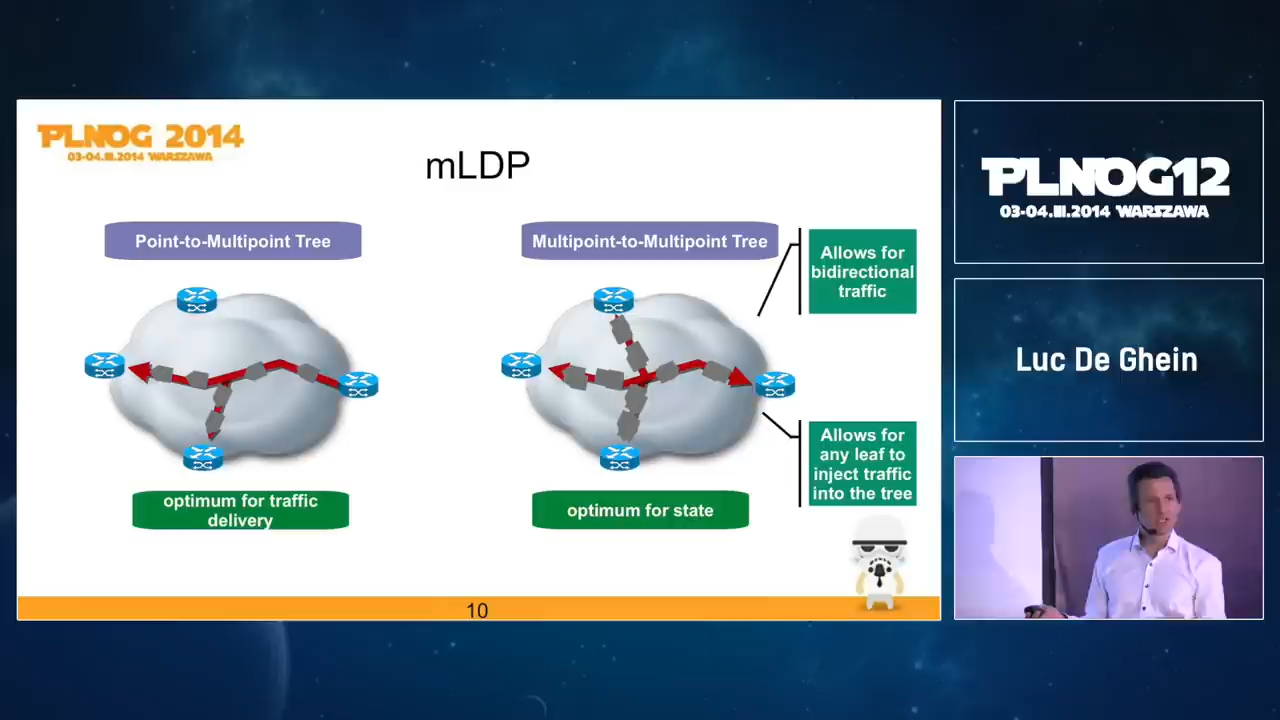 PLNOG 2014
03-04.III.2014 WARSZAWA
mLDP
Point-to-Multipoint Tree
optimum for traffic
delivery
Multipoint-to-Multipoint Tree
optimum for state
Allows for
bidirectional
traffic
Allows for
any leaf to
inject traffic
into the tree
10
PLNOG12
03-04.III.2014 WARSZAWA
Luc De Ghein